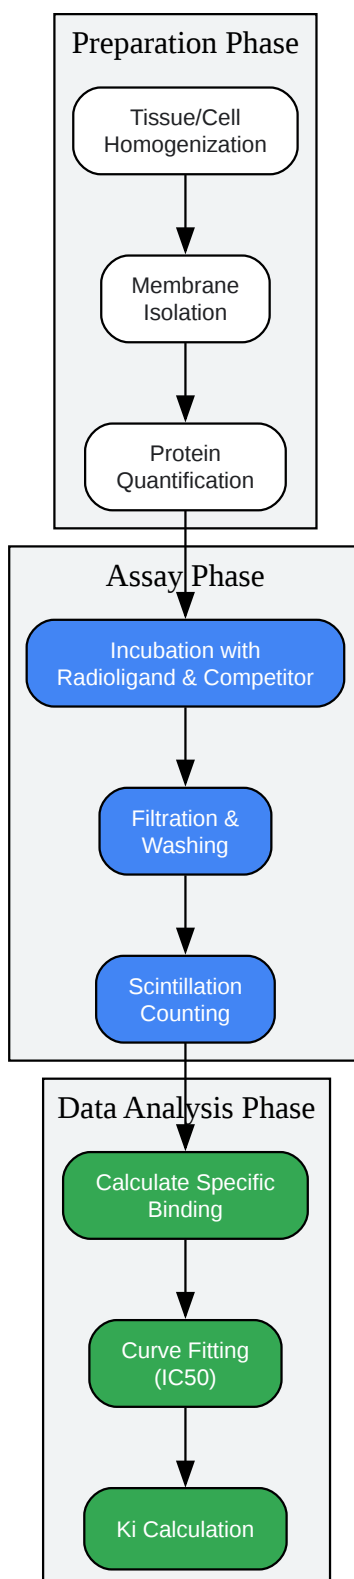 Preparation Phase
Tissue/Cell
Homogenization
Membrane
Isolation
Protein
Quantification
Assay Phase
Incubation with
Radioligand & Competitor
Filtration &
Washing
Scintillation
Counting
Data Analysis Phase
Calculate Specific
Binding
Curve Fitting
(IC50)
Ki Calculation